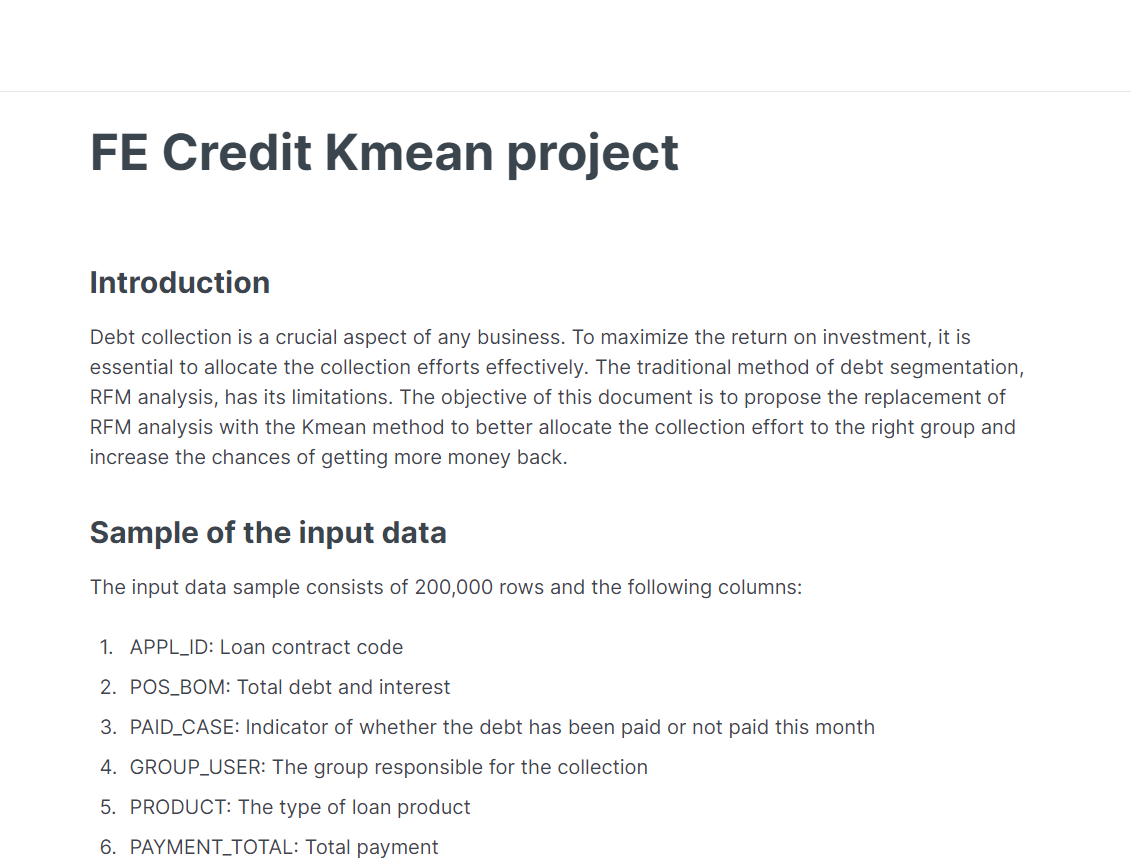 FE Credit Kmean project
Introduction
Debt collection is a crucial aspect of any business. To maximize the return on investment, it is
essential to allocate the collection efforts effectively. The traditional method of debt segmentation,
RFM analysis, has its limitations. The objective of this document is to propose the replacement of
RFM analysis with the Kmean method to better allocate the collection effort to the right group and
increase the chances of getting more money back.
Sample of the input data
The input data sample consists of 200,000 rows and the following columns:
1. APPL_ID: Loan contract code
2. POS_BOM: Total debt and interest
3. PAID_CASE: Indicator of whether the debt has been paid or not paid this month
4. GROUP_USER: The group responsible for the collection
5. PRODUCT: The type of loan product
6. PAYMENT_TOTAL: Total payment